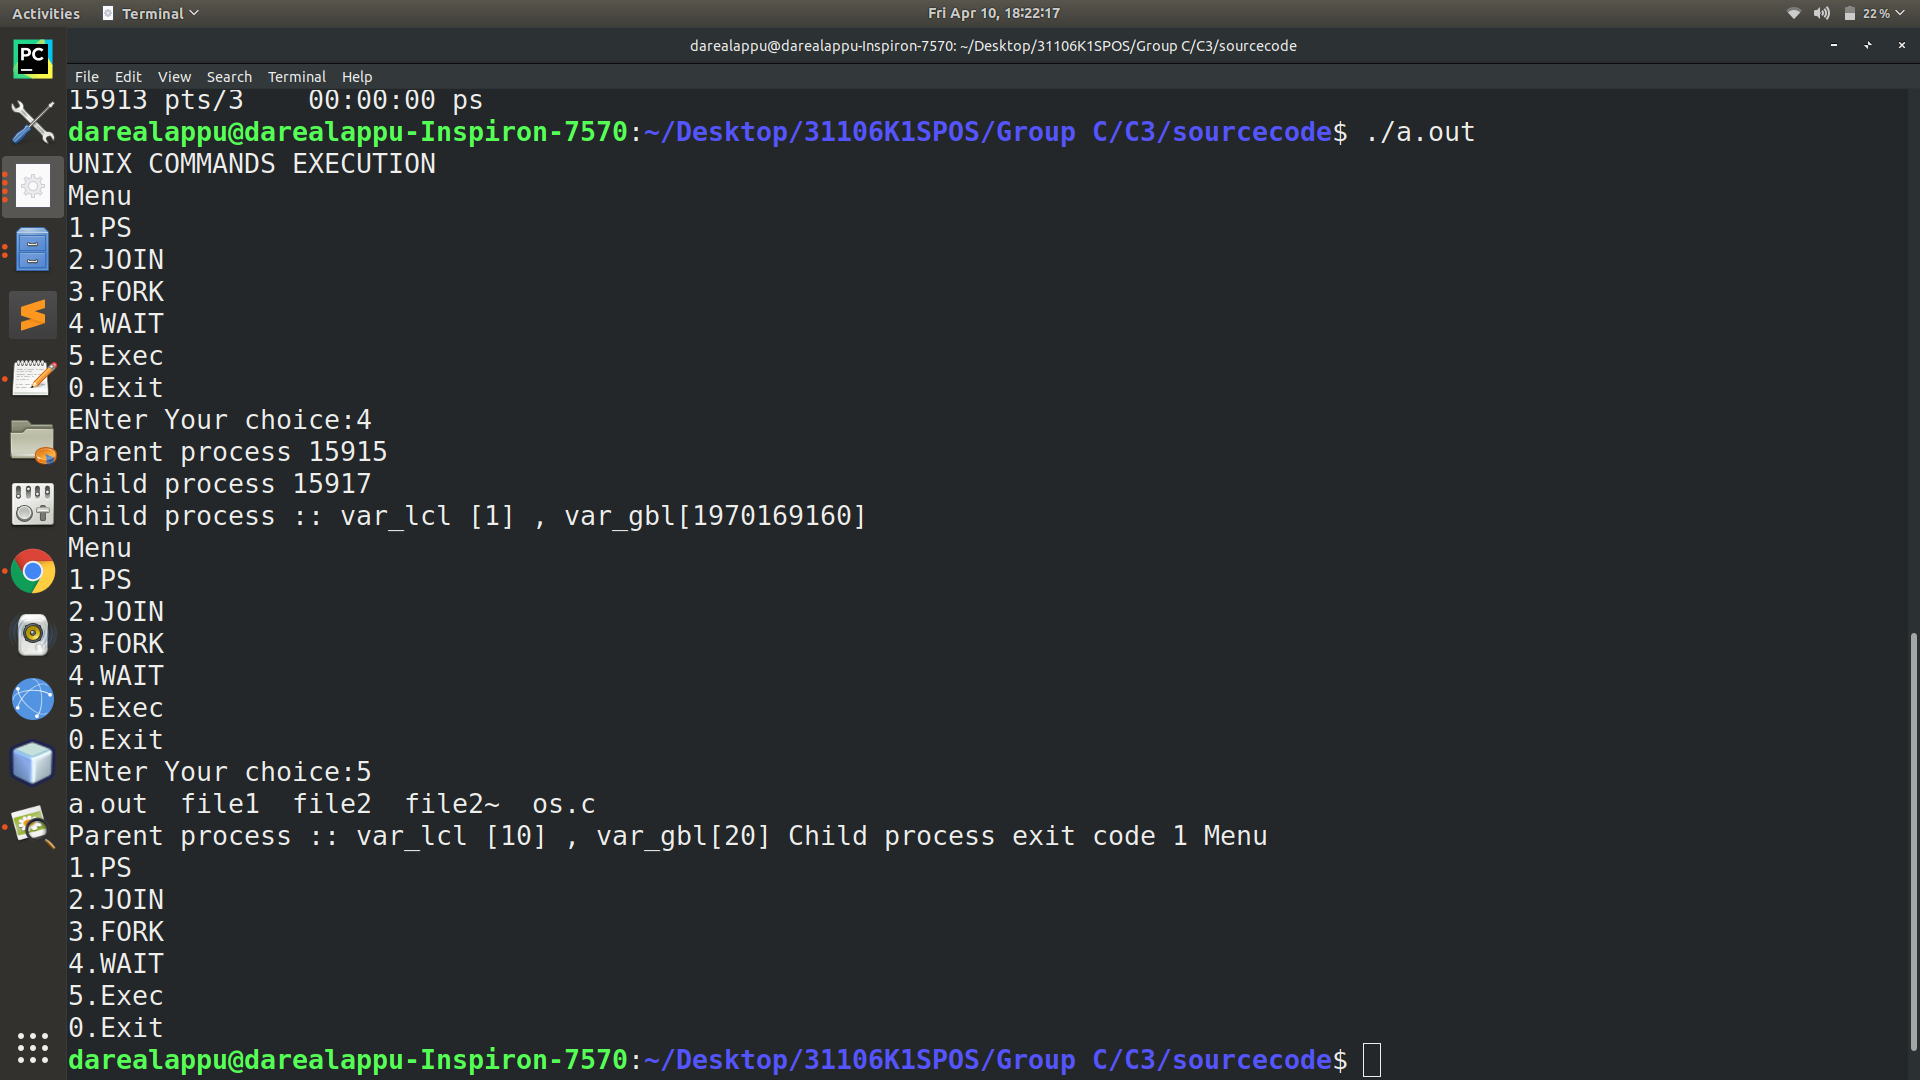 Activities Terminal Fri Apr 10, 18:22:17 22%
PC
darealappu@darealappu-Inspiron-7570: ~/Desktop/31106K1SPOS/Group C/C3/sourcecode
File Edit View Search Terminal Help
15913 pts/3    00:00:00 ps
darealappu@darealappu-Inspiron-7570:~/Desktop/31106K1SPOS/Group C/C3/sourcecode$ ./a.out
UNIX COMMANDS EXECUTION
Menu
1.PS
2.JOIN
3.FORK
4.WAIT
5.Exec
0.Exit
ENter Your choice:4
Parent process 15915
Child process 15917
Child process :: var_lcl [1] , var_gbl[1970169160]
Menu
1.PS
2.JOIN
3.FORK
4.WAIT
5.Exec
0.Exit
ENter Your choice:5
a.out  file1  file2  file2~  os.c
Parent process :: var_lcl [10] , var_gbl[20] Child process exit code 1 Menu
1.PS
2.JOIN
3.FORK
4.WAIT
5.Exec
0.Exit
darealappu@darealappu-Inspiron-7570:~/Desktop/31106K1SPOS/Group C/C3/sourcecode$